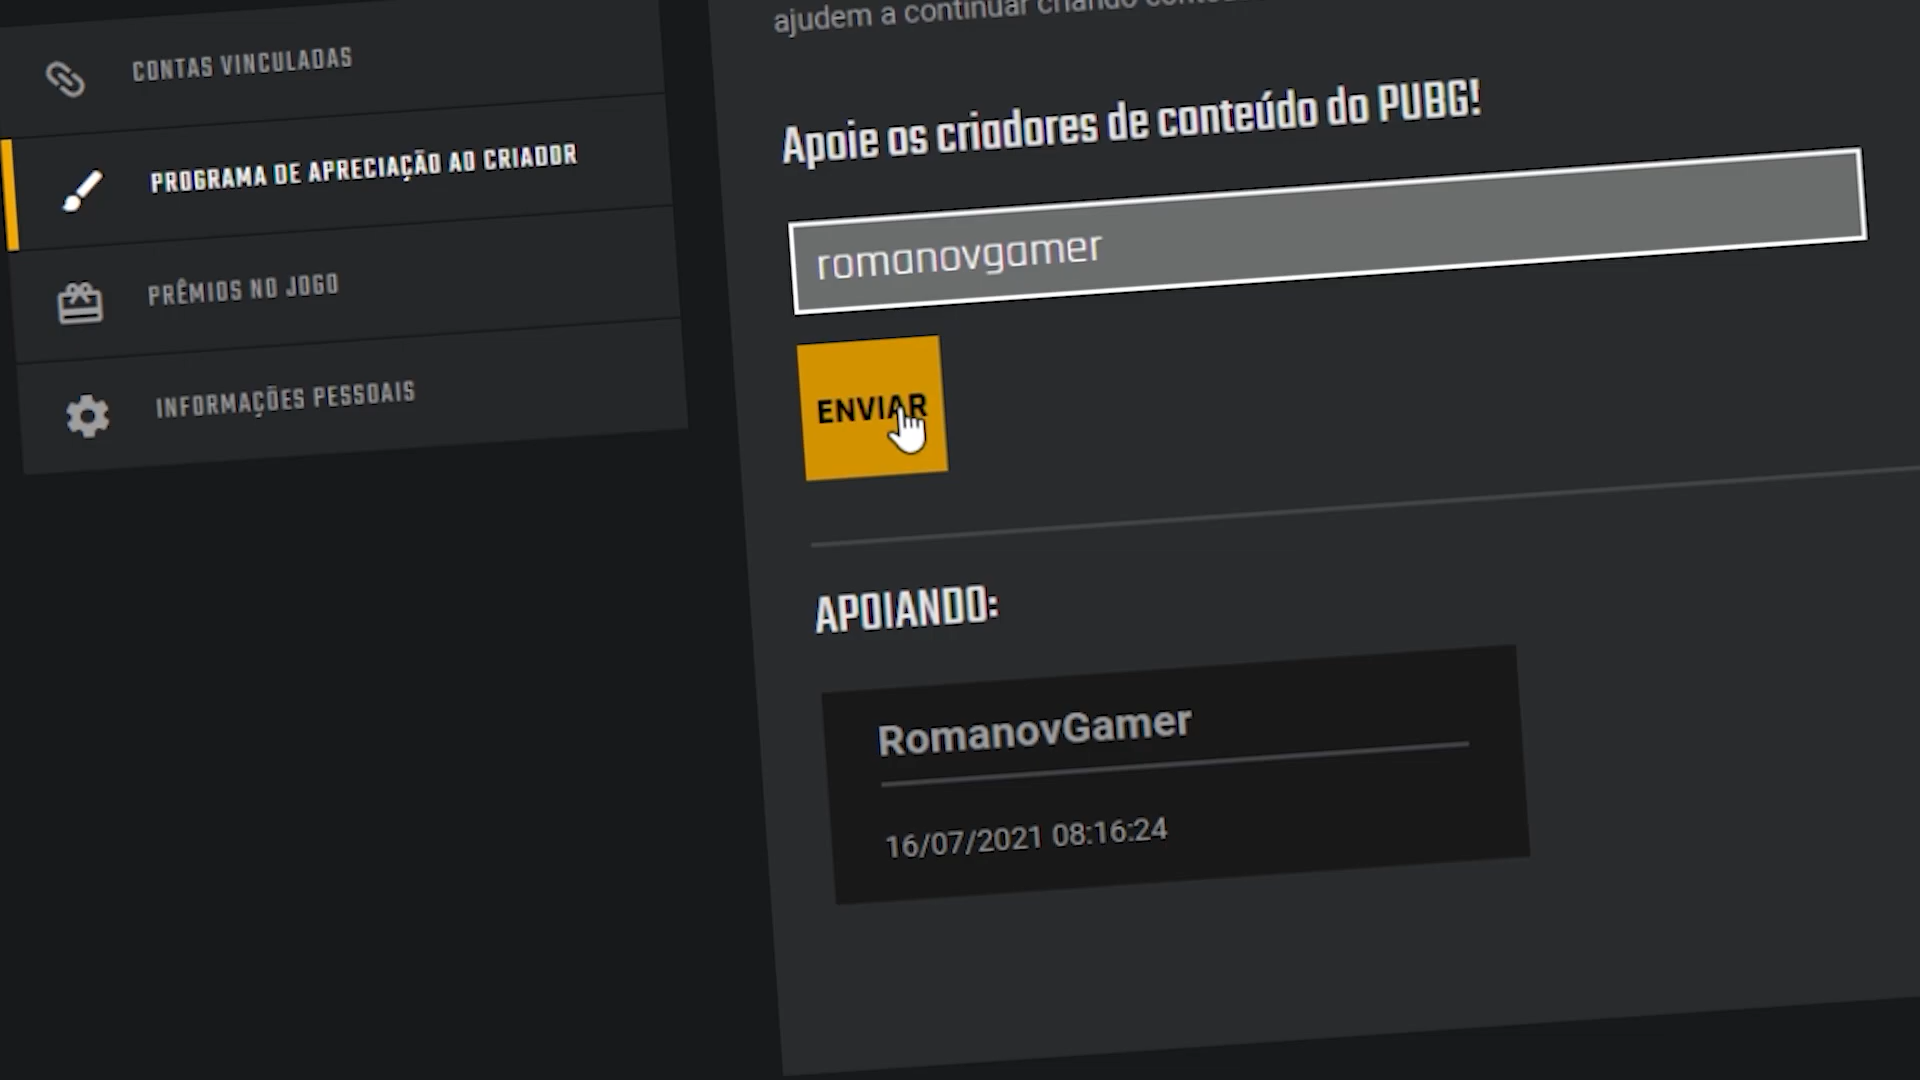 CONTAS VINCULADAS
PROGRAMA DE APRECIAÇÃO AO CRIADOR
PRÊMIOS NO JOGO
INFORMAÇÕES PESSOAIS
ajudem a continuar criando
Apoie os criadores de conteúdo do PUBG!
romanovgamer
ENVIAR
APOIANDO:
RomanovGamer
16/07/2021 08:16:24